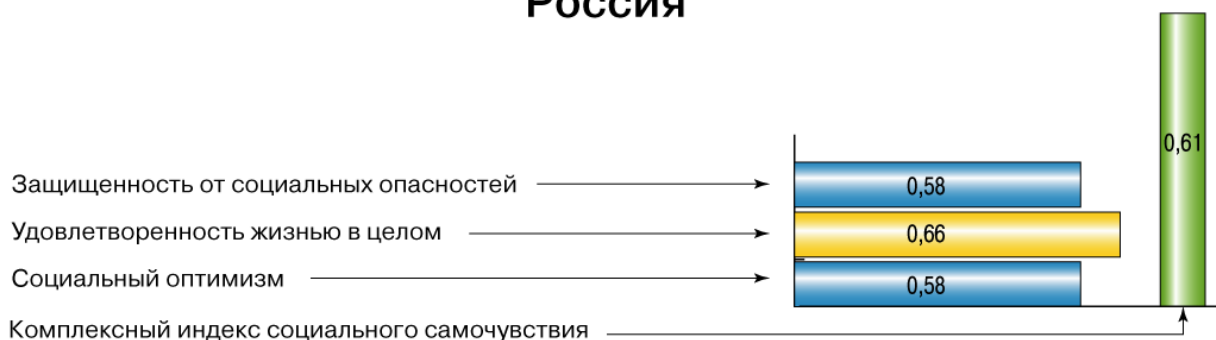 Россия
0,61
Защищенность от социальных опасностей
0,58
Удовлетворенность жизнью в целом
0,66
Социальный оптимизм
0,58
Комплексный индекс социального самочувствия